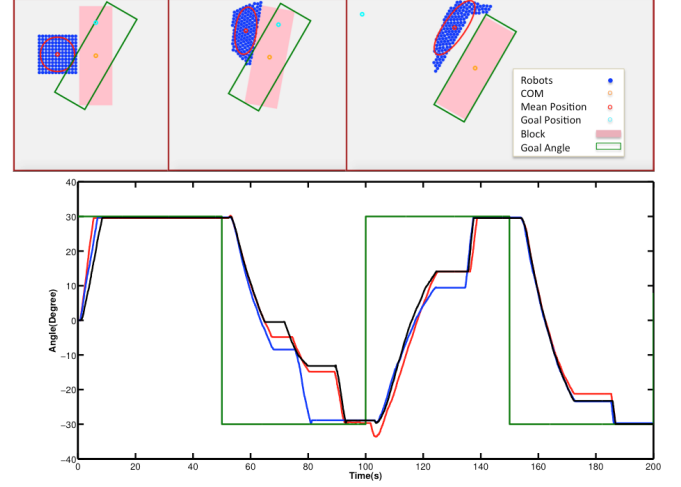 Robots
COM
Mean Position
Goal Position
Block
Goal Angle
40
30
20
10
0
−10
−20
−30
−40
Angle(Degree)
0 20 40 60 80 100 120 140 160 180 200
Time(s)